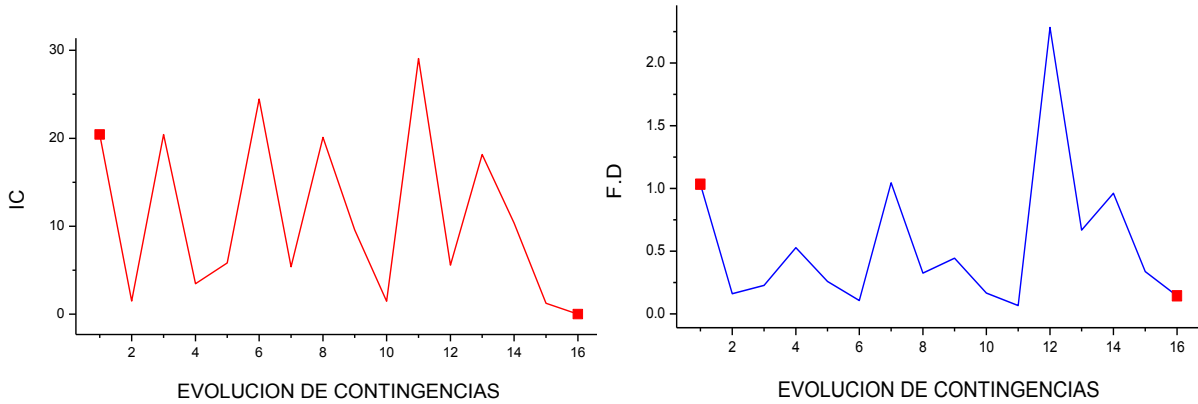 IC
30
20
10
0
2 4 6 8 10 12 14 16
EVOLUCION DE CONTINGENCIAS
F.D
2.0
1.5
1.0
0.5
0.0
2 4 6 8 10 12 14 16
EVOLUCION DE CONTINGENCIAS